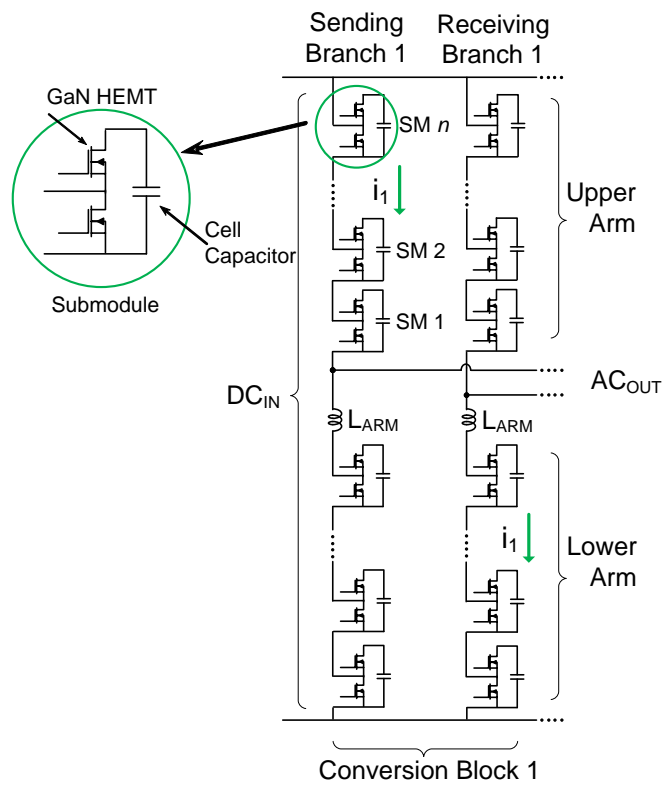 Sending
Branch 1
Receiving
Branch 1
GaN HEMT
Cell
Capacitor
Submodule
SM n
i1
SM 2
SM 1
Upper
Arm
DCIN
ACOUT
LARM
LARM
i1
Lower
Arm
Conversion Block 1